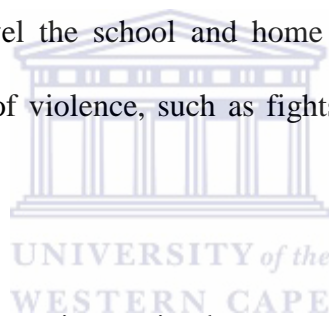 vel the school and home
of violence, such as fights
UNIVERSITY of the
WESTERN CAPE